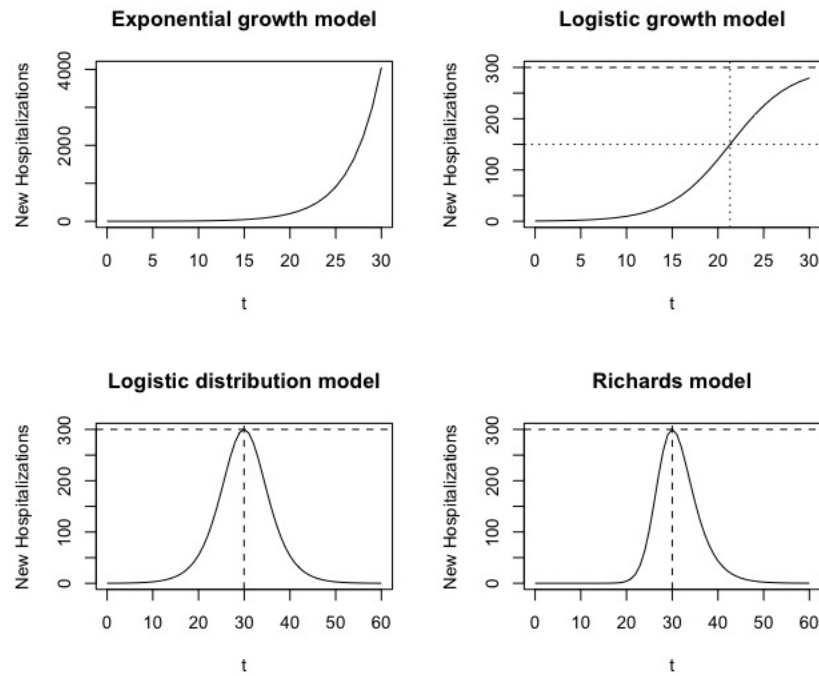 Exponential growth model
New Hospitalizations
4000
2000
0
0 5 10 15 20 25 30
t
Logistic growth model
New Hospitalizations
300
200
100
0
0 5 10 15 20 25 30
t
Logistic distribution model
New Hospitalizations
300
200
100
0
0 10 20 30 40 50 60
t
Richards model
New Hospitalizations
300
200
100
0
0 10 20 30 40 50 60
t